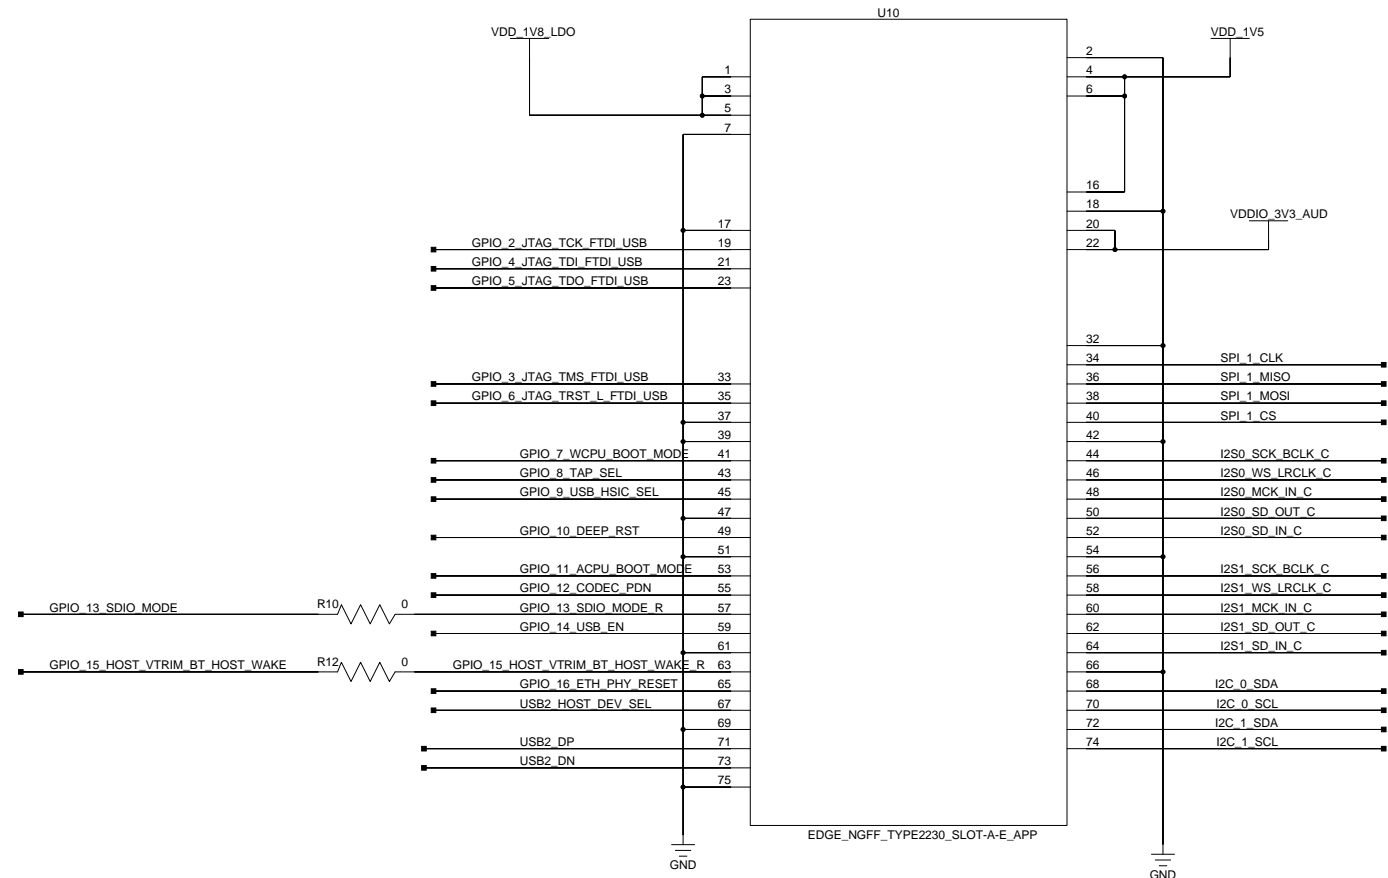 U10
VDD_1V8_LDO
VDD_1V5
2
1
4
3
6
5
7
16
18
VDDIO_3V3_AUD
17
20
GPIO_2_JTAG_TCK_FTDI_USB
19
22
GPIO_4_JTAG_TDI_FTDI_USB
21
GPIO_5_JTAG_TDO_FTDI_USB
23
32
34
SPI_1_CLK
GPIO_3_JTAG_TMS_FTDI_USB
33
36
SPI_1_MISO
GPIO_6_JTAG_TRST_L_FTDI_USB
35
38
SPI_1_MOSI
37
40
SPI_1_CS
39
42
GPIO_7_WCPU_BOOT_MODE
41
44
I2S0_SCK_BCLK_C
GPIO_8_TAP_SEL
43
46
I2S0_WS_LRCLK_C
GPIO_9_USB_HSIC_SEL
45
48
I2S0_MCK_IN_C
47
50
I2S0_SD_OUT_C
GPIO_10_DEEP_RST
49
52
I2S0_SD_IN_C
51
54
GPIO_11_ACPU_BOOT_MODE
53
56
I2S1_SCK_BCLK_C
GPIO_12_CODEC_PDN
55
58
I2S1_WS_LRCLK_C
GPIO_13_SDIO_MODE
R10
0
GPIO_13_SDIO_MODE_R
57
60
I2S1_MCK_IN_C
GPIO_14_USB_EN
59
62
I2S1_SD_OUT_C
61
64
I2S1_SD_IN_C
GPIO_15_HOST_VTRIM_BT_HOST_WAKE
R12
0
GPIO_15_HOST_VTRIM_BT_HOST_WAKE_R
63
66
GPIO_16_ETH_PHY_RESET
65
68
I2C_0_SDA
USB2_HOST_DEV_SEL
67
70
I2C_0_SCL
69
72
I2C_1_SDA
USB2_DP
71
74
I2C_1_SCL
USB2_DN
73
75
EDGE_NGFF_TYPE2230_SLOT-A-E_APP
GND
GND